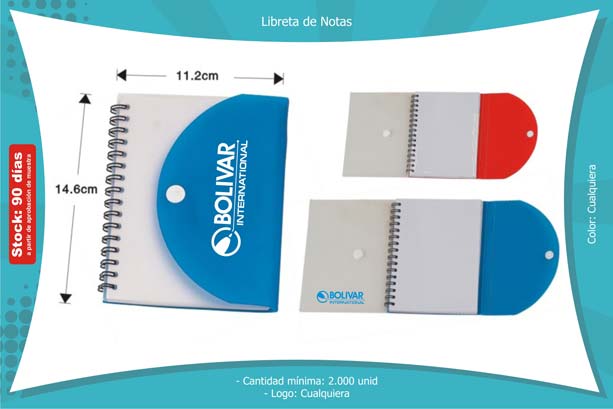 Libreta de Notas
11.2cm
14.6cm
BOLIVAR
INTERNATIONAL
BOLIVAR
INTERNATIONAL
Stock: 90 días
a partir de aprobación de muestra
Color: Cualquiera
- Cantidad mínima: 2.000 unid
- Logo: Cualquiera